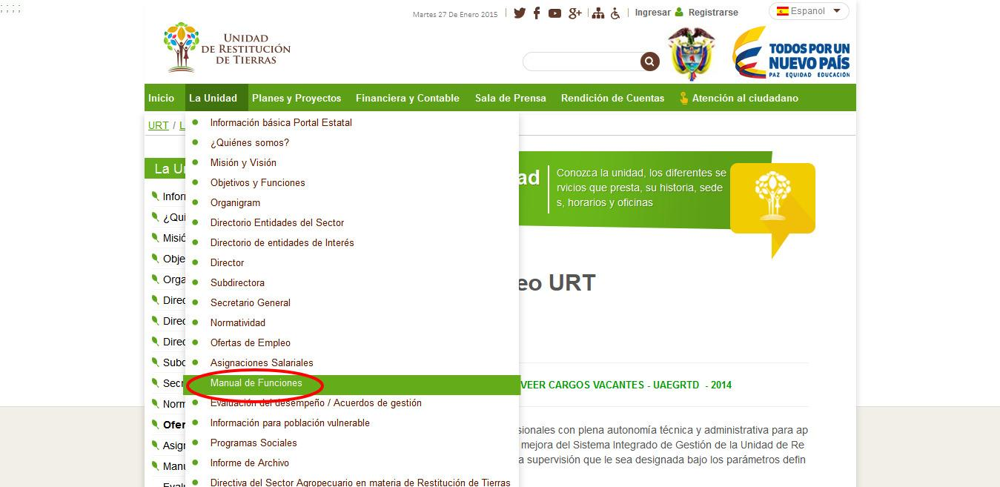 ; ; ; ;
Martes 27 De Enero 2015
Ingresar
Registrarse
Espanol
UNIDAD
DE RESTITUCIÓN
DE TIERRAS
TODOS POR UN
NUEVO PAÍS
PAZ EQUIDAD EDUCACIÓN
Inicio La Unidad Planes y Proyectos Financiera y Contable Sala de Prensa Rendición de Cuentas Atención al ciudadano
URT / L
Información básica Portal Estatal
¿Quiénes somos?
Misión y Visión
Objetivos y Funciones
Organigram
Directorio Entidades del Sector
Directorio de entidades de Interés
Director
Subdirectora
Secretario General
Normatividad
Ofertas de Empleo
Asignaciones Salariales
Manual de Funciones
Evaluación del desempeño / Acuerdos de gestión
Información para población vulnerable
Programas Sociales
Informe de Archivo
Directiva del Sector Agropecuario en materia de Restitución de Tierras
La U
Infor
¿Qui
Misió
Obje
Orga
Direc
Direc
Direc
Subd
Secr
Norm
Ofer
Asig
Manu
Eval
ad
Conozca la unidad, los diferentes se
rvicios que presta, su historia, sede
s, horarios y oficinas
eo URT
VEER CARGOS VACANTES - UAEGRTD - 2014
sionales con plena autonomía técnica y administrativa para ap
mejora del Sistema Integrado de Gestión de la Unidad de Re
a supervisión que le sea designada bajo los parámetros defin